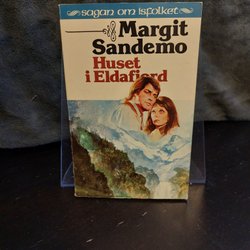 sagan om isfolket
Margit
Sandemo
Huset
i Eldafjord